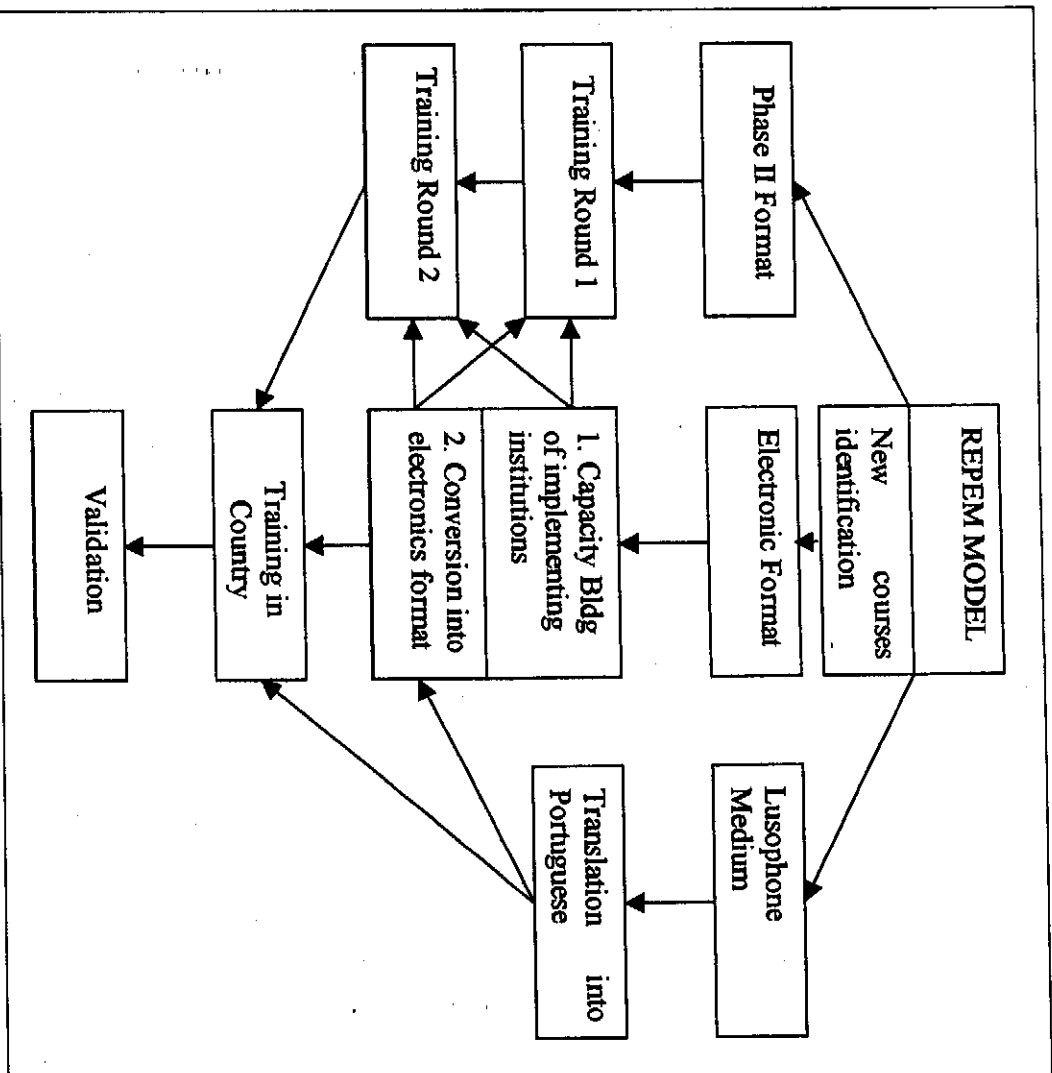 REPEM MODEL
New courses
identification
Phase II Format
Electronic Format
Lusophone
Medium
Training Round 1
1. Capacity Bldg
of implementing
institutions
Translation into
Portuguese
Training Round 2
2. Conversion into
electronics format
Training in
Country
Validation